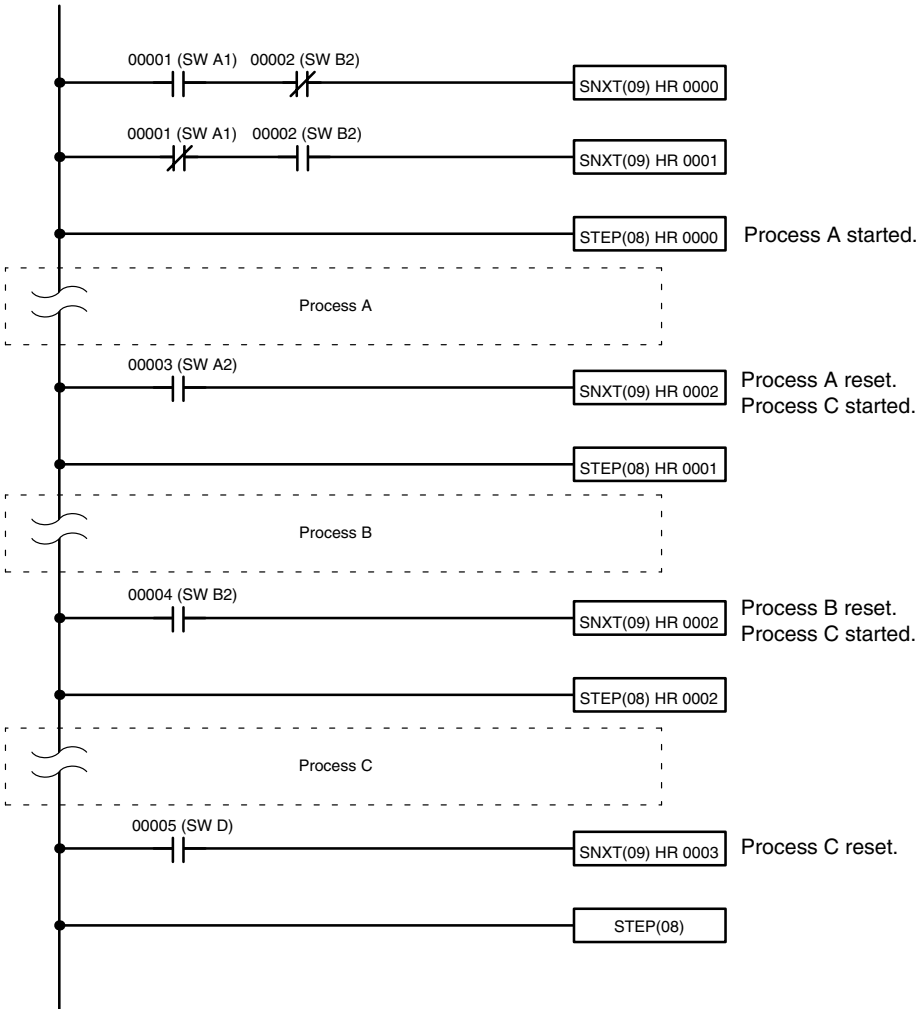 00001 (SW A1) 00002 (SW B2)
SNXT(09) HR 0000
00001 (SW A1) 00002 (SW B2)
SNXT(09) HR 0001
STEP(08) HR 0000 Process A started.
Process A
00003 (SW A2)
SNXT(09) HR 0002 Process A reset.
Process C started.
STEP(08) HR 0001
Process B
00004 (SW B2)
SNXT(09) HR 0002 Process B reset.
Process C started.
STEP(08) HR 0002
Process C
00005 (SW D)
SNXT(09) HR 0003 Process C reset.
STEP(08)